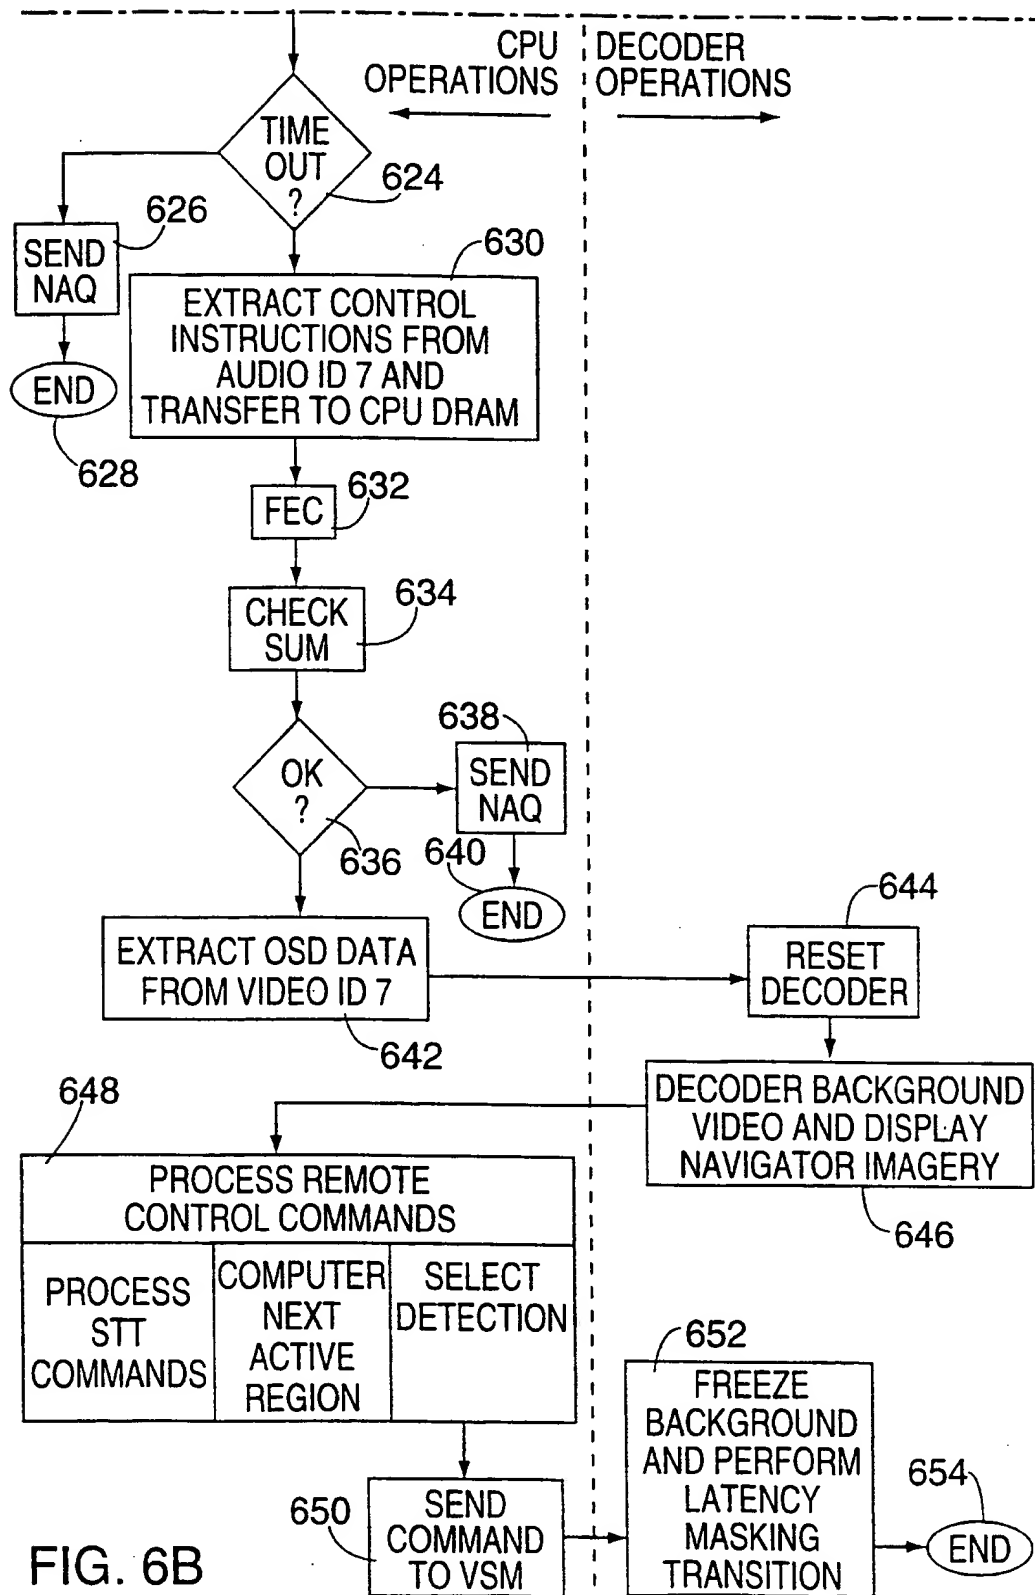 CPU
OPERATIONS
DECODER
OPERATIONS
TIME
OUT
?
624
626
SEND
NAQ
END
628
630
EXTRACT CONTROL
INSTRUCTIONS FROM
AUDIO ID 7 AND
TRANSFER TO CPU DRAM
632
FEC
634
CHECK
SUM
OK
?
636
638
SEND
NAQ
640
END
EXTRACT OSD DATA
FROM VIDEO ID 7
642
644
RESET
DECODER
DECODER BACKGROUND
VIDEO AND DISPLAY
NAVIGATOR IMAGERY
646
648
PROCESS REMOTE
CONTROL COMMANDS
PROCESS
STT
COMMANDS
COMPUTER
NEXT
ACTIVE
REGION
SELECT
DETECTION
650
SEND
COMMAND
TO VSM
652
FREEZE
BACKGROUND
AND PERFORM
LATENCY
MASKING
TRANSITION
654
END
FIG. 6B